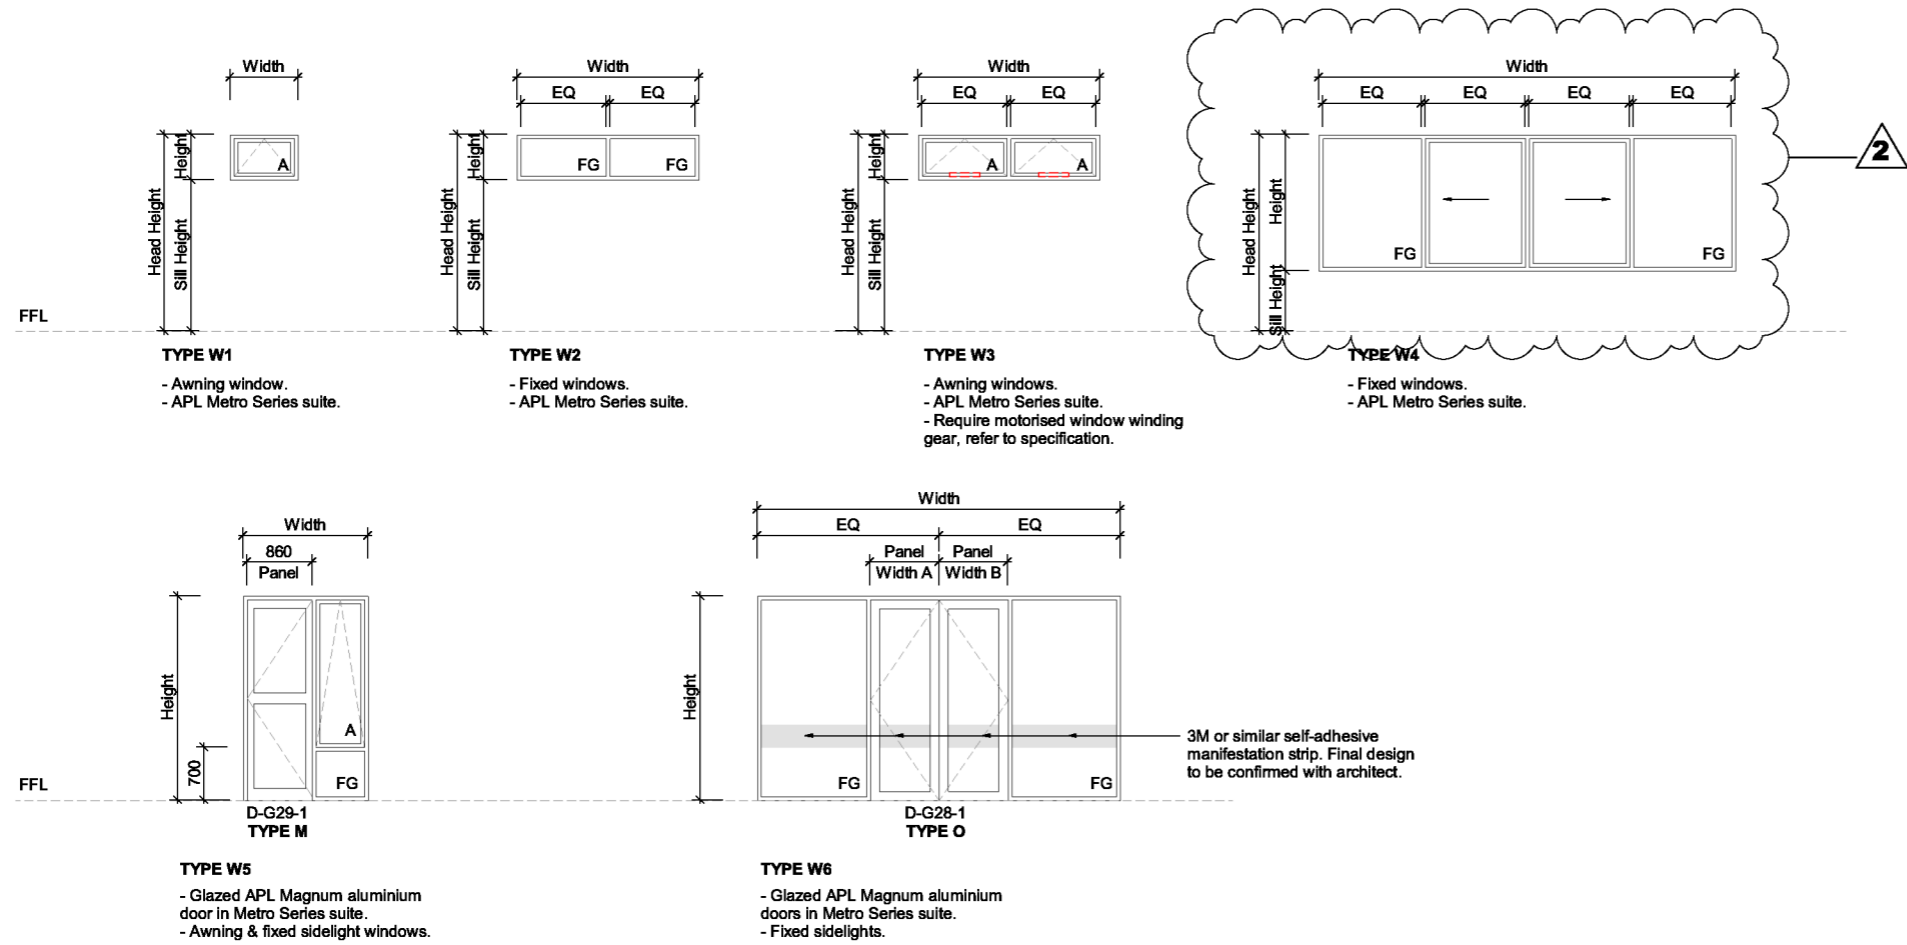 Width
Width
EQ
EQ
Width
EQ
EQ
Width
EQ
EQ
EQ
EQ
Head Height
Height
Sill Height
A
Head Height
Height
Sill Height
FG
FG
Head Height
Height
Sill Height
A
A
Head Height
Height
Sill Height
FG
FG
2
FFL
TYPE W1
- Awning window.
- APL Metro Series suite.
TYPE W2
- Fixed windows.
- APL Metro Series suite.
TYPE W3
- Awning windows.
- APL Metro Series suite.
- Require motorised window winding
gear, refer to specification.
TYPE W4
- Fixed windows.
- APL Metro Series suite.
Width
860
Panel
Height
700
A
FG
FFL
D-G29-1
TYPE M
TYPE W5
- Glazed APL Magnum aluminium
door in Metro Series suite.
- Awning & fixed sidelight windows.
Width
EQ
EQ
Panel
Width A
Panel
Width B
Height
FG
FG
3M or similar self-adhesive
manifestation strip. Final design
to be confirmed with architect.
D-G28-1
TYPE O
TYPE W6
- Glazed APL Magnum aluminium
doors in Metro Series suite.
- Fixed sidelights.